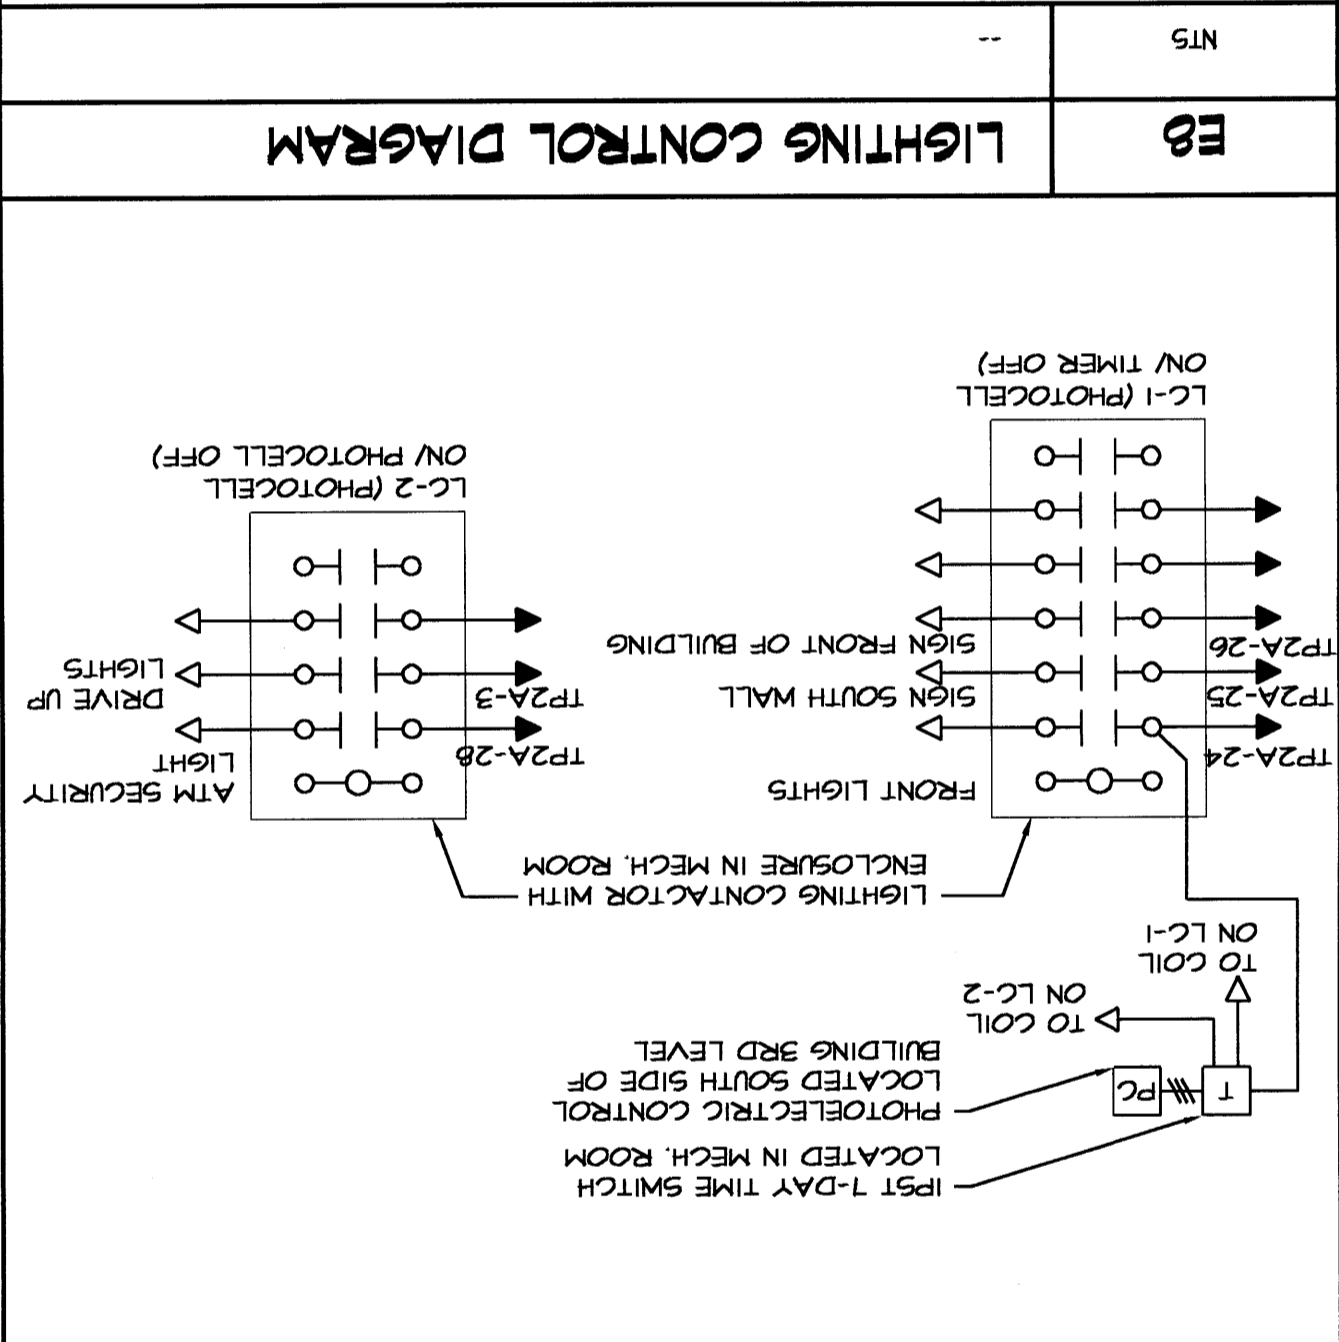 1PST 7-DAY TIME SWITCH
LOCATED IN MECH. ROOM
PHOTOELECTRIC CONTROL
LOCATED SOUTH SIDE OF
BUILDING 3RD LEVEL
T
PC
TO COIL
ON LC-2
TO COIL
ON LC-1
LIGHTING CONTACTOR WITH
ENCLOSURE IN MECH. ROOM
TP2A-24
FRONT LIGHTS
TP2A-25
SIGN SOUTH WALL
TP2A-26
SIGN FRONT OF BUILDING
LC-1 (PHOTOCELL
ON/ TIMER OFF)
TP2A-28
ATM SECURITY
LIGHT
TP2A-3
DRIVE UP
LIGHTS
LC-2 (PHOTOCELL
ON/ PHOTOCELL OFF)
E8
LIGHTING CONTROL DIAGRAM
NTS
--